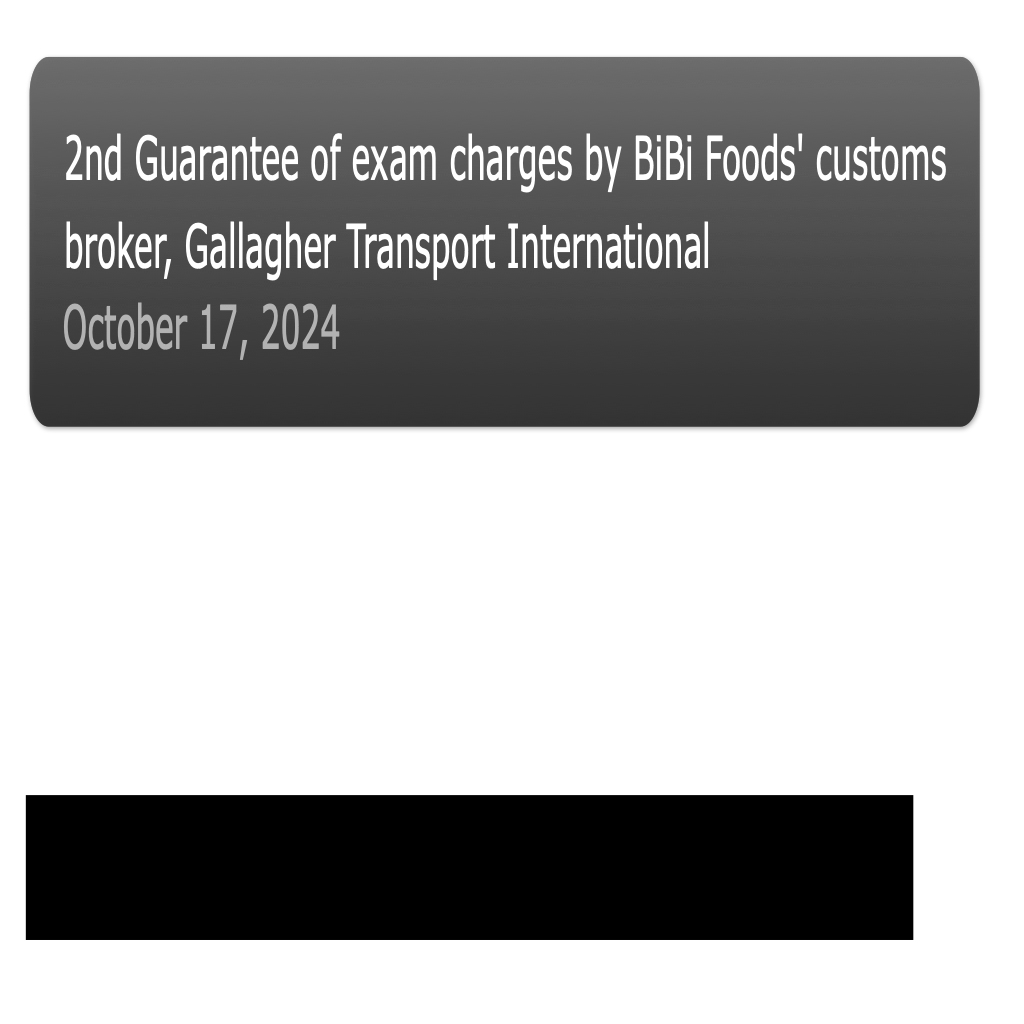 2nd Guarantee of exam charges by BiBi Foods' customs
broker, Gallagher Transport International
October 17, 2024